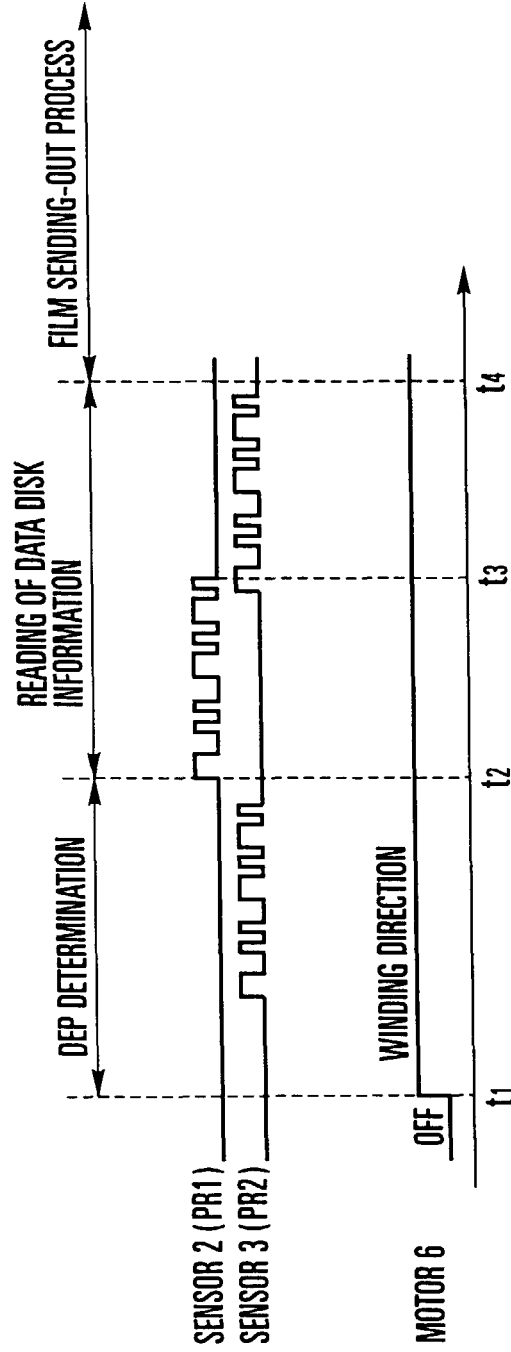 DEP DETERMINATION
READING OF DATA DISK
INFORMATION
FILM SENDING-OUT PROCESS
SENSOR 2 (PR1)
SENSOR 3 (PR2)
MOTOR 6
OFF
WINDING DIRECTION
t1
t2
t3
t4